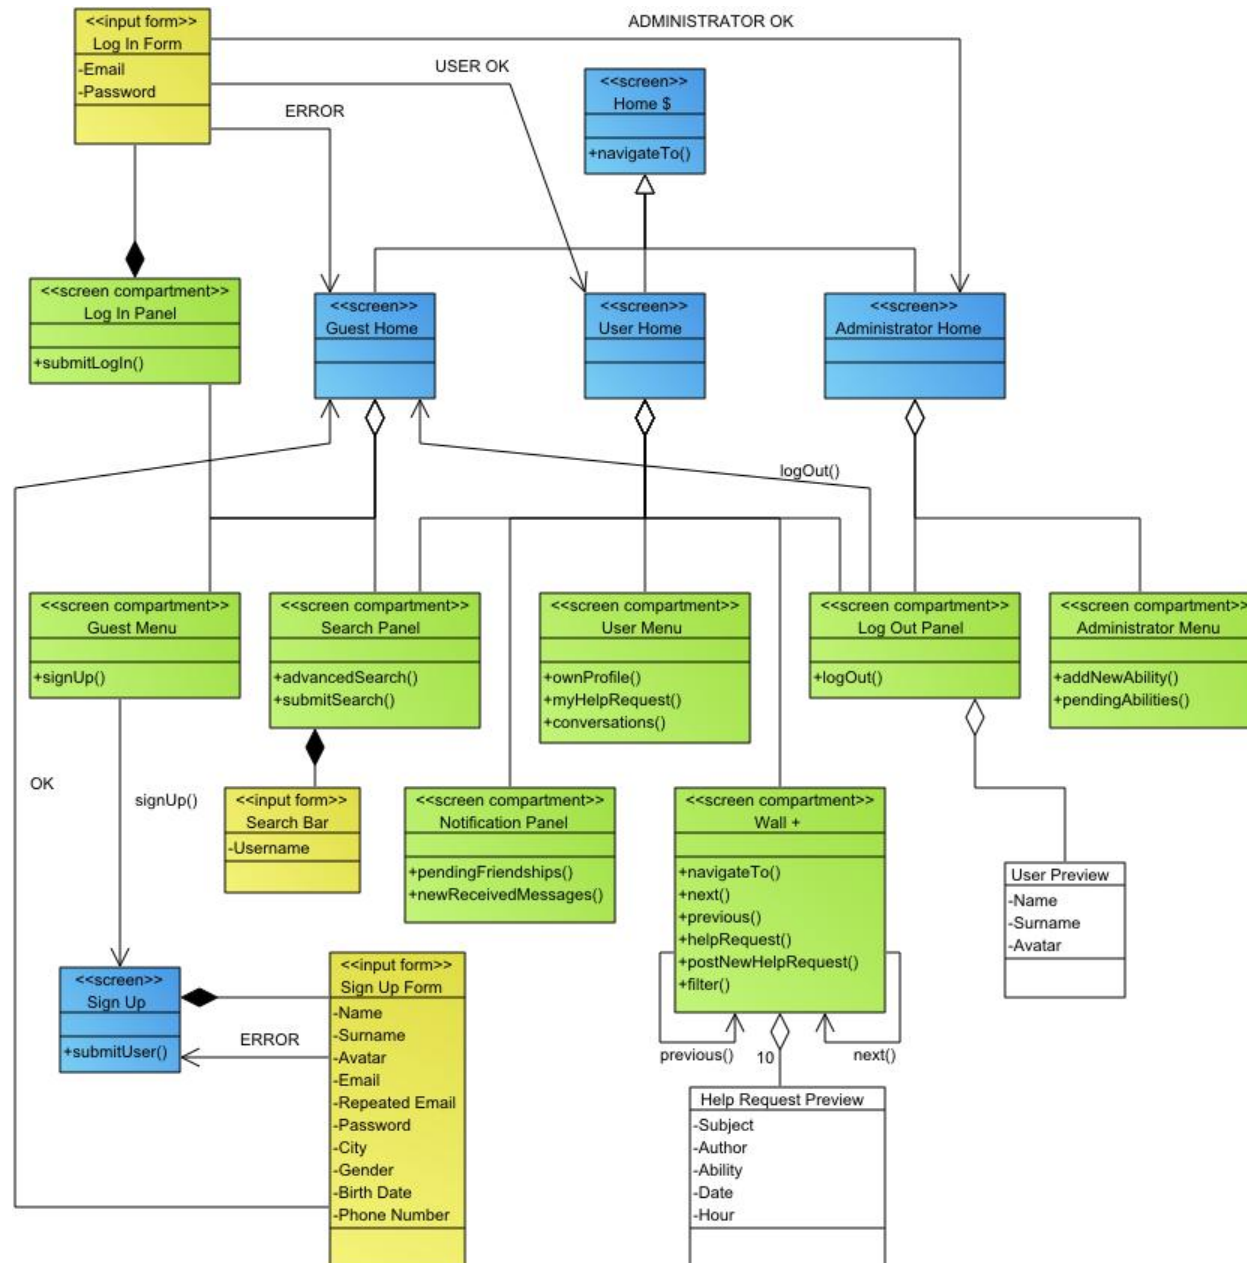 <<input form>>
Log In Form
-Email
-Password
ADMINISTRATOR OK
USER OK
ERROR
<<screen>>
Home $
+navigateTo()
<<screen compartment>>
Log In Panel
+submitLogIn()
<<screen>>
Guest Home
<<screen>>
User Home
<<screen>>
Administrator Home
logOut()
<<screen compartment>>
Guest Menu
+signUp()
<<screen compartment>>
Search Panel
+advancedSearch()
+submitSearch()
<<screen compartment>>
User Menu
+ownProfile()
+myHelpRequest()
+conversations()
<<screen compartment>>
Log Out Panel
+logOut()
<<screen compartment>>
Administrator Menu
+addNewAbility()
+pendingAbilities()
OK
signUp()
<<input form>>
Search Bar
-Username
<<screen compartment>>
Notification Panel
+pendingFriendships()
+newReceivedMessages()
<<screen compartment>>
Wall +
+navigateTo()
+next()
+previous()
+helpRequest()
+postNewHelpRequest()
+filter()
User Preview
-Name
-Surname
-Avatar
<<screen>>
Sign Up
+submitUser()
ERROR
<<input form>>
Sign Up Form
-Name
-Surname
-Avatar
-Email
-Repeated Email
-Password
-City
-Gender
-Birth Date
-Phone Number
previous()
10
next()
Help Request Preview
-Subject
-Author
-Ability
-Date
-Hour